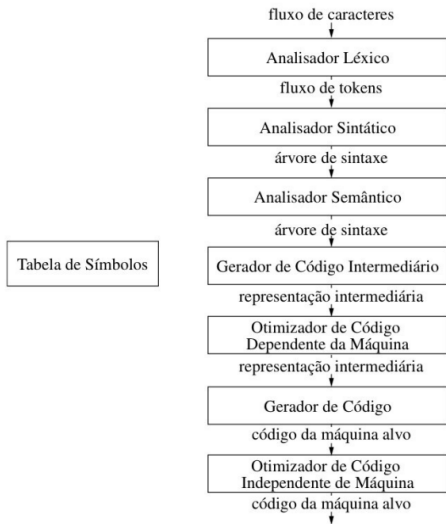 fluxo de caracteres
Analisador Léxico
fluxo de tokens
Analisador Sintático
árvore de sintaxe
Analisador Semântico
árvore de sintaxe
Tabela de Símbolos
Gerador de Código Intermediário
representação intermediária
Otimizador de Código
Dependente da Máquina
representação intermediária
Gerador de Código
código da máquina alvo
Otimizador de Código
Independente de Máquina
código da máquina alvo